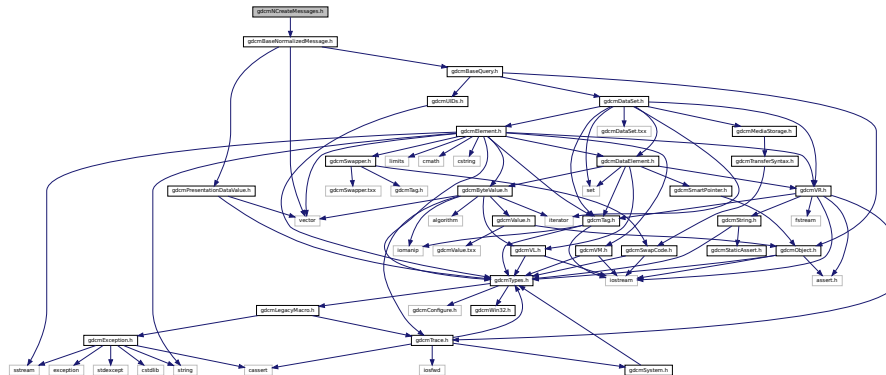 gdcmNCreateMessages.h
gdcmBaseNormalizedMessage.h
gdcmBaseQuery.h
gdcmUIDs.h
gdcmDataSet.h
gdcmElement.h
gdcmDataSet.txx
gdcmMediaStorage.h
gdcmSwapper.h
limits
cmath
cstring
gdcmDataElement.h
gdcmTransferSyntax.h
gdcmPresentationDataValue.h
gdcmSwapper.txx
gdcmTag.h
gdcmByteValue.h
set
gdcmSmartPointer.h
gdcmVR.h
vector
algorithm
gdcmValue.h
iterator
gdcmTag.h
gdcmString.h
fstream
iomanip
gdcmValue.txx
gdcmVL.h
gdcmVM.h
gdcmSwapCode.h
gdcmStaticAssert.h
gdcmObject.h
gdcmTypes.h
iostream
assert.h
gdcmLegacyMacro.h
gdcmConfigure.h
gdcmWin32.h
gdcmException.h
gdcmTrace.h
sstream
exception
stdexcept
cstdlib
string
cassert
iosfwd
gdcmSystem.h